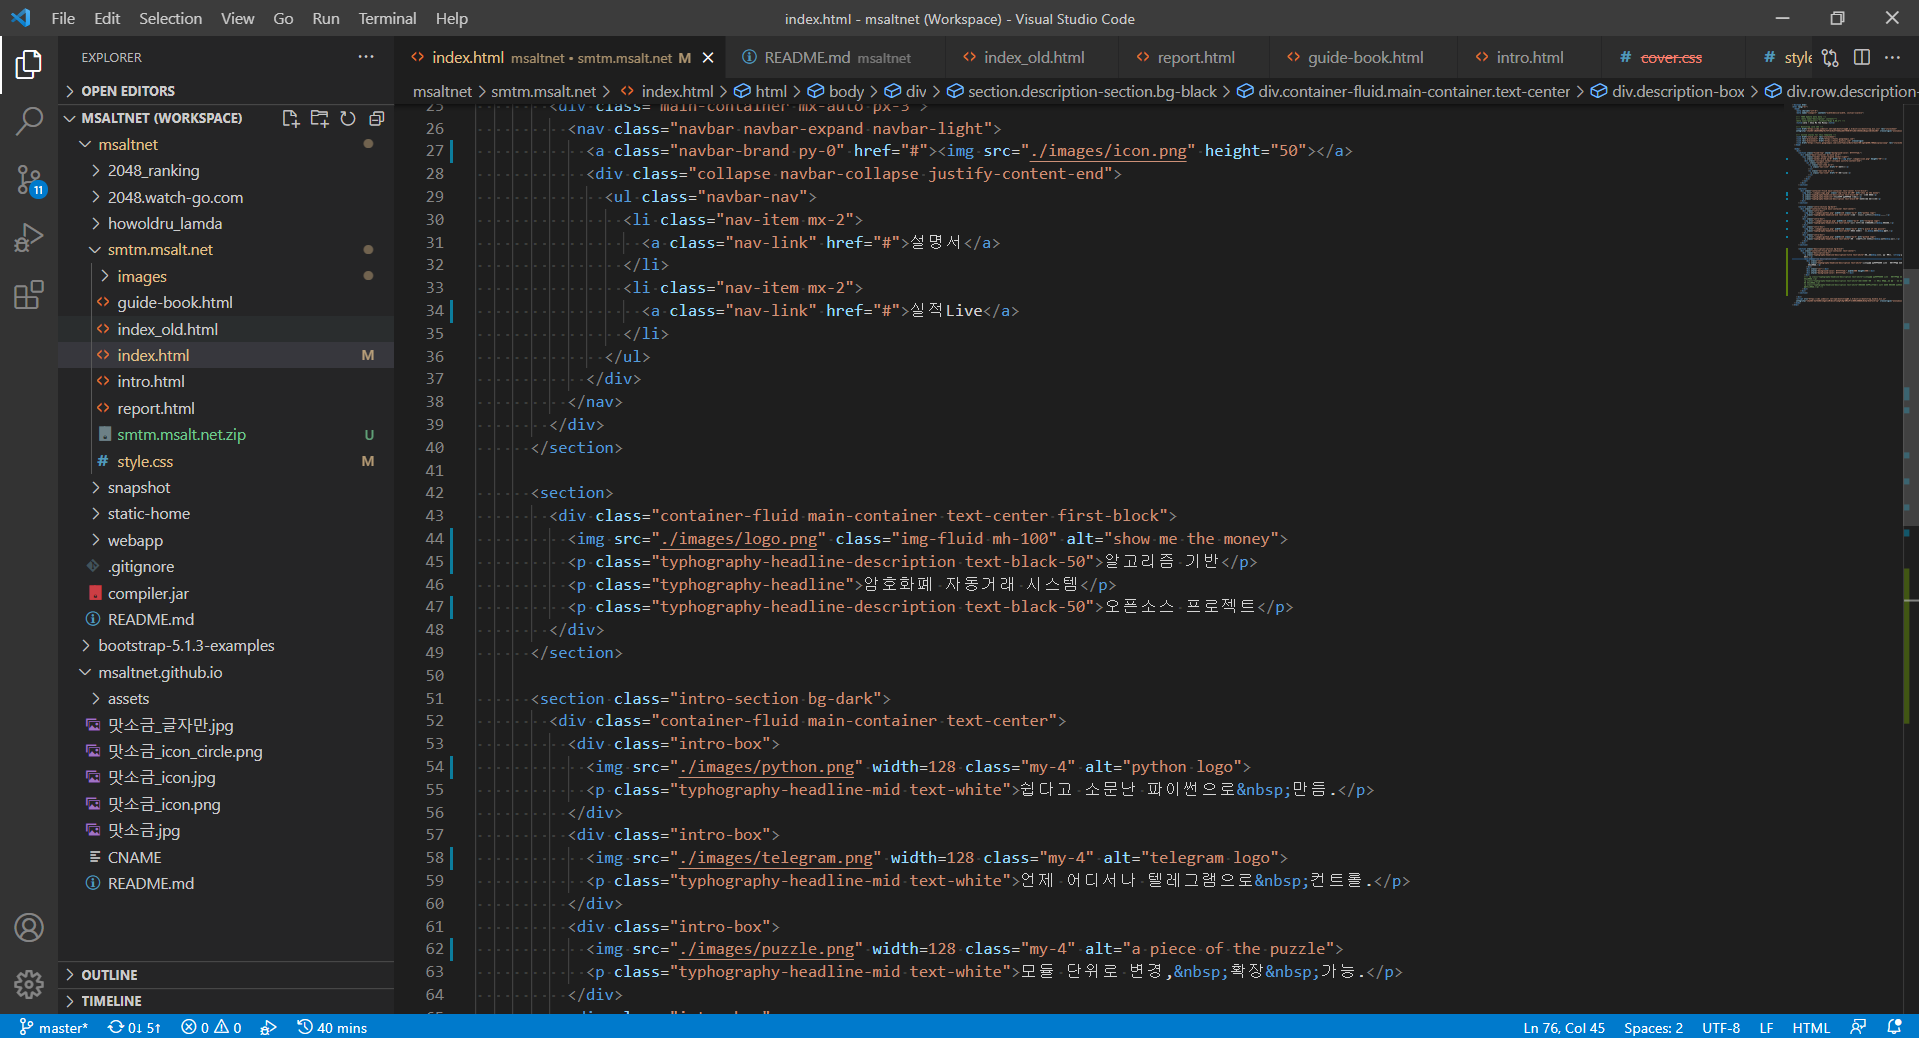 File Edit Selection View Go Run Terminal Help
index.html - msaltnet (Workspace) - Visual Studio Code
EXPLORER
OPEN EDITORS
MSALTNET (WORKSPACE)
msaltnet
2048_ranking
2048.watch-go.com
howoldru_lamda
smtm.msalt.net
images
guide-book.html
index_old.html
index.html M
intro.html
report.html
smtm.msalt.net.zip U
style.css M
snapshot
static-home
webapp
.gitignore
compiler.jar
README.md
bootstrap-5.1.3-examples
msaltnet.github.io
assets
맛소금_글자만.jpg
맛소금_icon_circle.png
맛소금_icon.jpg
맛소금_icon.png
맛소금.jpg
CNAME
README.md
OUTLINE
TIMELINE
11
index.html msaltnet • smtm.msalt.net M
README.md msaltnet
index_old.html
report.html
guide-book.html
intro.html
cover.css
style
msaltnet > smtm.msalt.net > index.html > html > body > div > section.description-section.bg-black > div.container-fluid.main-container.text-center > div.description-box > div.row.description-
25 <div class="main-container mx-auto px-3">
26 <nav class="navbar navbar-expand navbar-light">
27 <a class="navbar-brand py-0" href="#"><img src="./images/icon.png" height="50"></a>
28 <div class="collapse navbar-collapse justify-content-end">
29 <ul class="navbar-nav">
30 <li class="nav-item mx-2">
31 <a class="nav-link" href="#">설명서</a>
32 </li>
33 <li class="nav-item mx-2">
34 <a class="nav-link" href="#">실적Live</a>
35 </li>
36 </ul>
37 </div>
38 </nav>
39 </div>
40 </section>
41
42 <section>
43 <div class="container-fluid main-container text-center first-block">
44 <img src="./images/logo.png" class="img-fluid mh-100" alt="show me the money">
45 <p class="typhography-headline-description text-black-50">알고리즘 기반</p>
46 <p class="typhography-headline">암호화폐 자동거래 시스템</p>
47 <p class="typhography-headline-description text-black-50">오픈소스 프로젝트</p>
48 </div>
49 </section>
50
51 <section class="intro-section bg-dark">
52 <div class="container-fluid main-container text-center">
53 <div class="intro-box">
54 <img src="./images/python.png" width=128 class="my-4" alt="python logo">
55 <p class="typhography-headline-mid text-white">쉽다고 소문난 파이썬으로&nbsp;만듬.</p>
56 </div>
57 <div class="intro-box">
58 <img src="./images/telegram.png" width=128 class="my-4" alt="telegram logo">
59 <p class="typhography-headline-mid text-white">언제 어디서나 텔레그램으로&nbsp;컨트롤.</p>
60 </div>
61 <div class="intro-box">
62 <img src="./images/puzzle.png" width=128 class="my-4" alt="a piece of the puzzle">
63 <p class="typhography-headline-mid text-white">모듈 단위로 변경,&nbsp;확장&nbsp;가능.</p>
64 </div>
master* 0↓ 5↑ 0 0 40 mins
Ln 76, Col 45 Spaces: 2 UTF-8 LF HTML